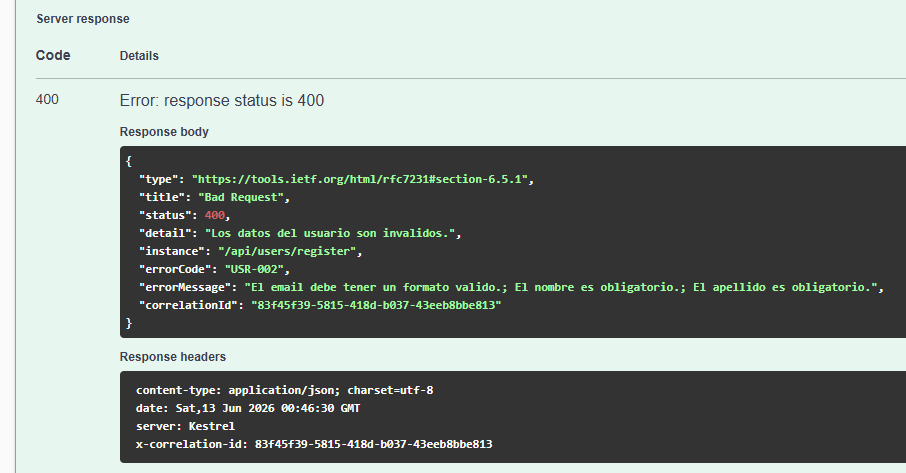 Server response
Code Details
400 Error: response status is 400
Response body
{
"type": "https://tools.ietf.org/html/rfc7231#section-6.5.1",
"title": "Bad Request",
"status": 400,
"detail": "Los datos del usuario son invalidos.",
"instance": "/api/users/register",
"errorCode": "USR-002",
"errorMessage": "El email debe tener un formato valido.; El nombre es obligatorio.; El apellido es obligatorio.",
"correlationId": "83f45f39-5815-418d-b037-43eeb8bbe813"
}
Response headers
content-type: application/json; charset=utf-8
date: Sat,13 Jun 2026 00:46:30 GMT
server: Kestrel
x-correlation-id: 83f45f39-5815-418d-b037-43eeb8bbe813